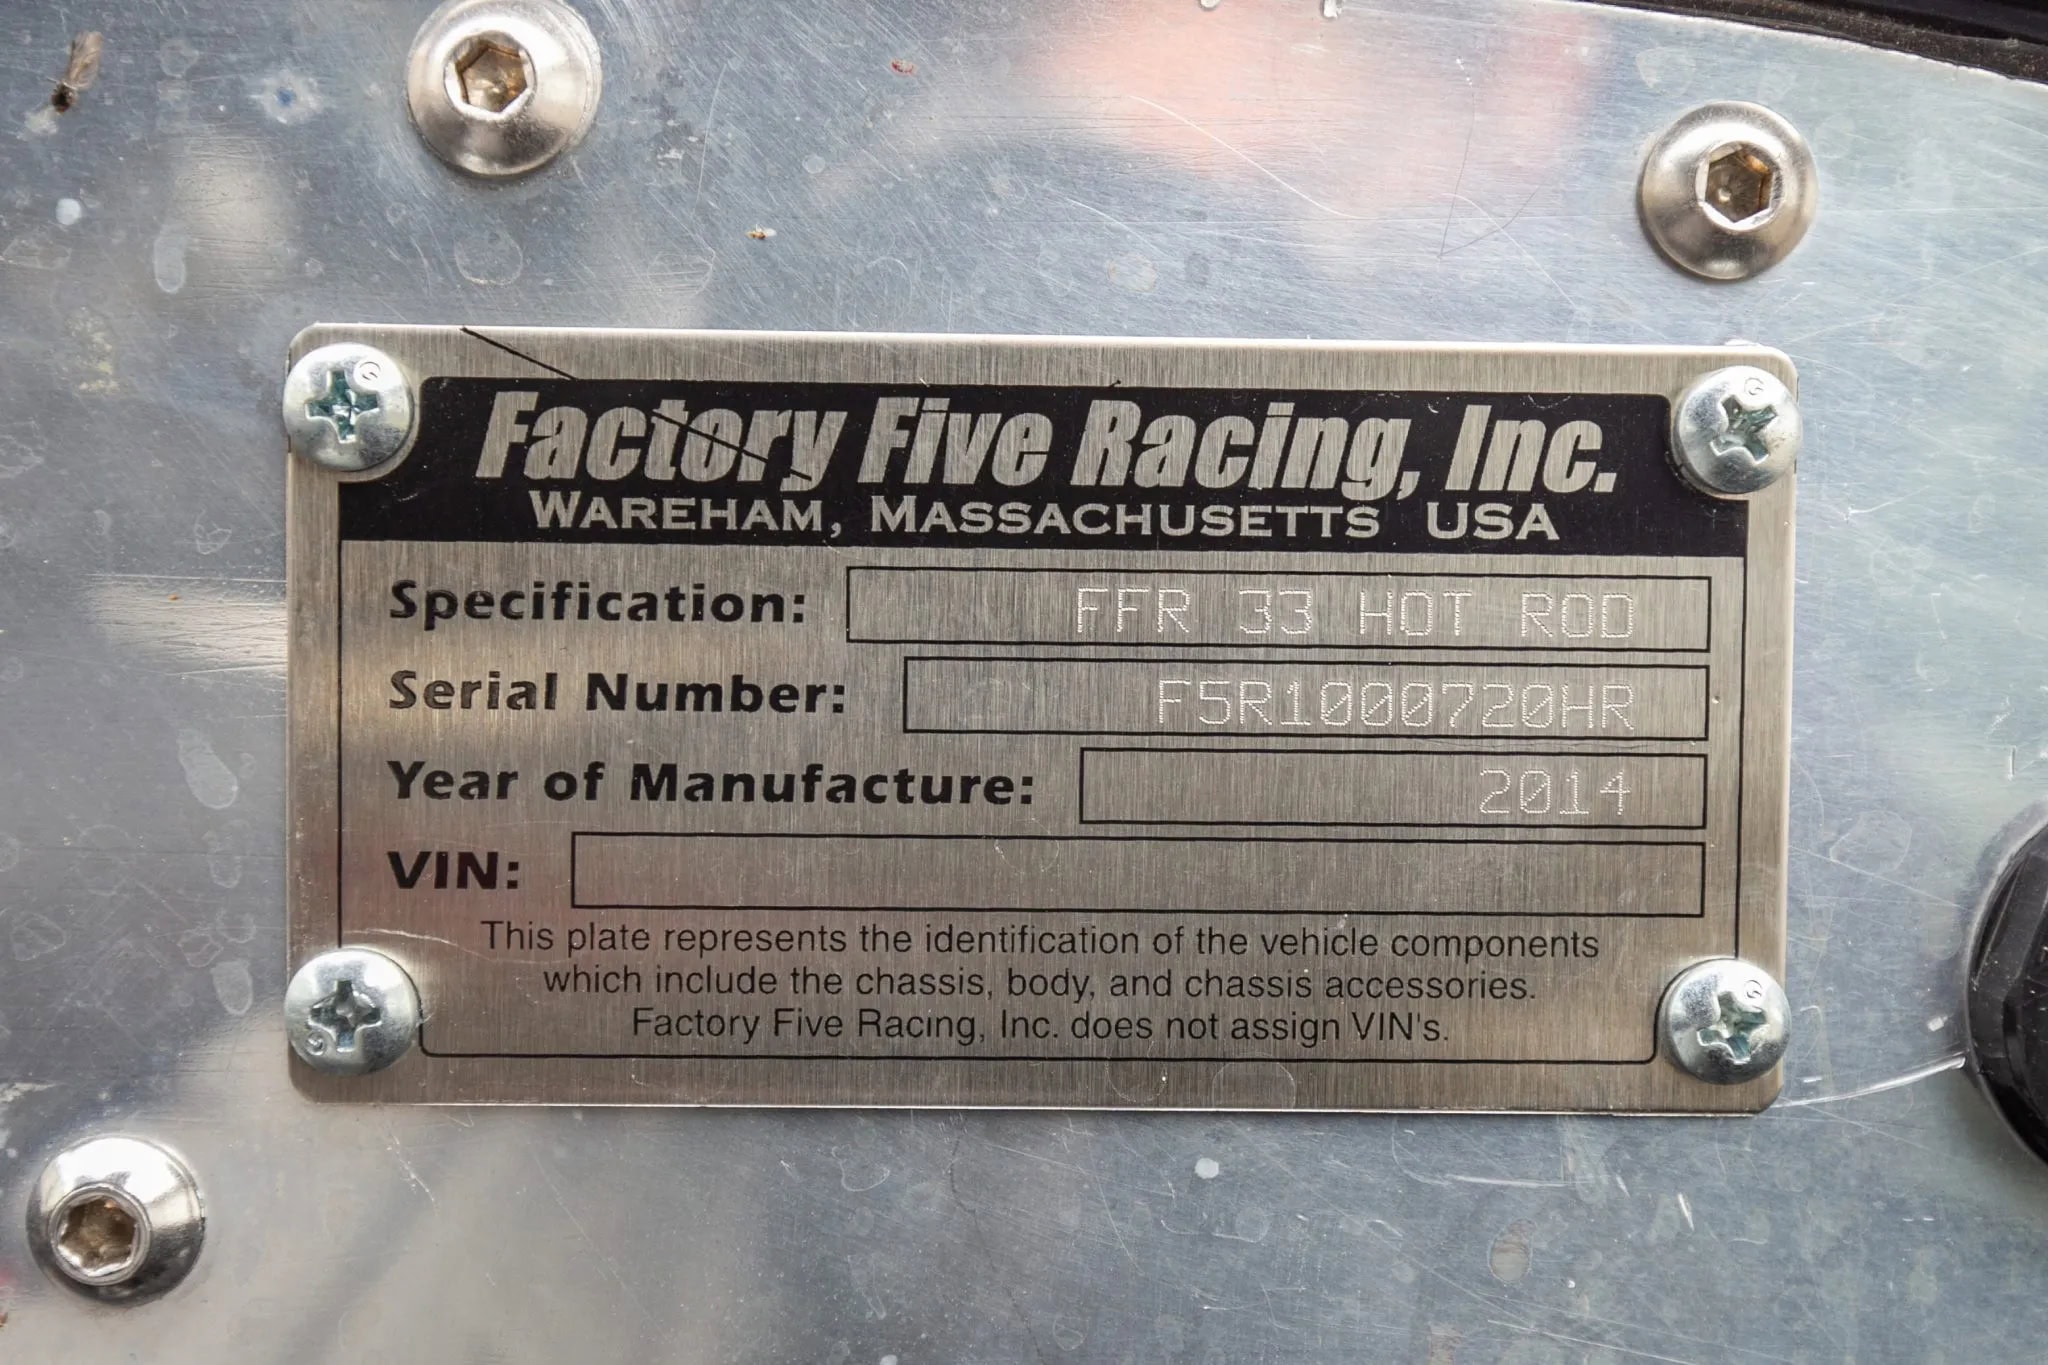 Factory Five Racing, Inc.
WAREHAM, MASSACHUSETTS USA
Specification: FFR 33 HOT ROD
Serial Number: F5R1000720HR
Year of Manufacture: 2014
VIN:
This plate represents the identification of the vehicle components
which include the chassis, body, and chassis accessories.
Factory Five Racing, Inc. does not assign VIN's.